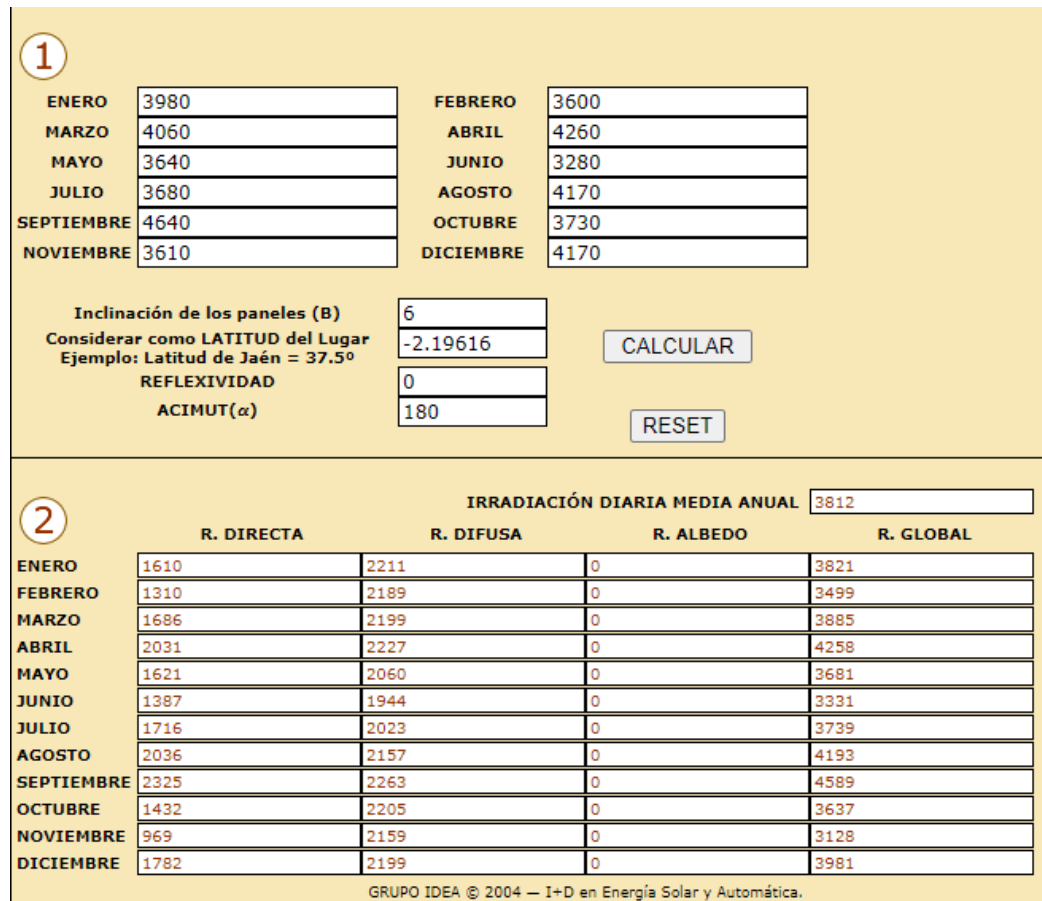 1
ENERO 3980 FEBRERO 3600
MARZO 4060 ABRIL 4260
MAYO 3640 JUNIO 3280
JULIO 3680 AGOSTO 4170
SEPTIEMBRE 4640 OCTUBRE 3730
NOVIEMBRE 3610 DICIEMBRE 4170
Inclinación de los paneles (B) 6
Considerar como LATITUD del Lugar
Ejemplo: Latitud de Jaén = 37.5º
-2.19616
CALCULAR
REFLEXIVIDAD 0
ACIMUT(α) 180
RESET
2
IRRADIACIÓN DIARIA MEDIA ANUAL 3812
R. DIRECTA R. DIFUSA R. ALBEDO R. GLOBAL
ENERO 1610 2211 0 3821
FEBRERO 1310 2189 0 3499
MARZO 1686 2199 0 3885
ABRIL 2031 2227 0 4258
MAYO 1621 2060 0 3681
JUNIO 1387 1944 0 3331
JULIO 1716 2023 0 3739
AGOSTO 2036 2157 0 4193
SEPTIEMBRE 2325 2263 0 4589
OCTUBRE 1432 2205 0 3637
NOVIEMBRE 969 2159 0 3128
DICIEMBRE 1782 2199 0 3981
GRUPO IDEA © 2004 — I+D en Energía Solar y Automática.